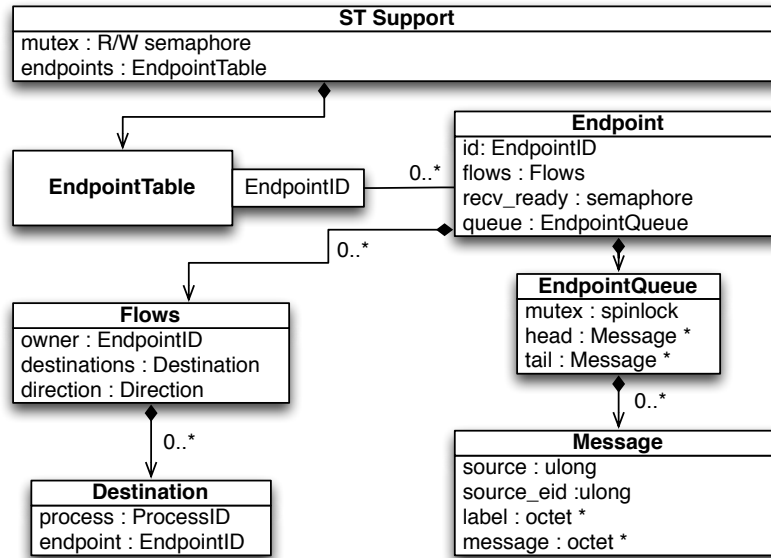 ST Support
mutex : R/W semaphore
endpoints : EndpointTable
EndpointTable
EndpointID
0..*
Endpoint
id: EndpointID
flows : Flows
recv_ready : semaphore
queue : EndpointQueue
0..*
Flows
owner : EndpointID
destinations : Destination
direction : Direction
EndpointQueue
mutex : spinlock
head : Message *
tail : Message *
0..*
0..*
Destination
process : ProcessID
endpoint : EndpointID
Message
source : ulong
source_eid :ulong
label : octet *
message : octet *